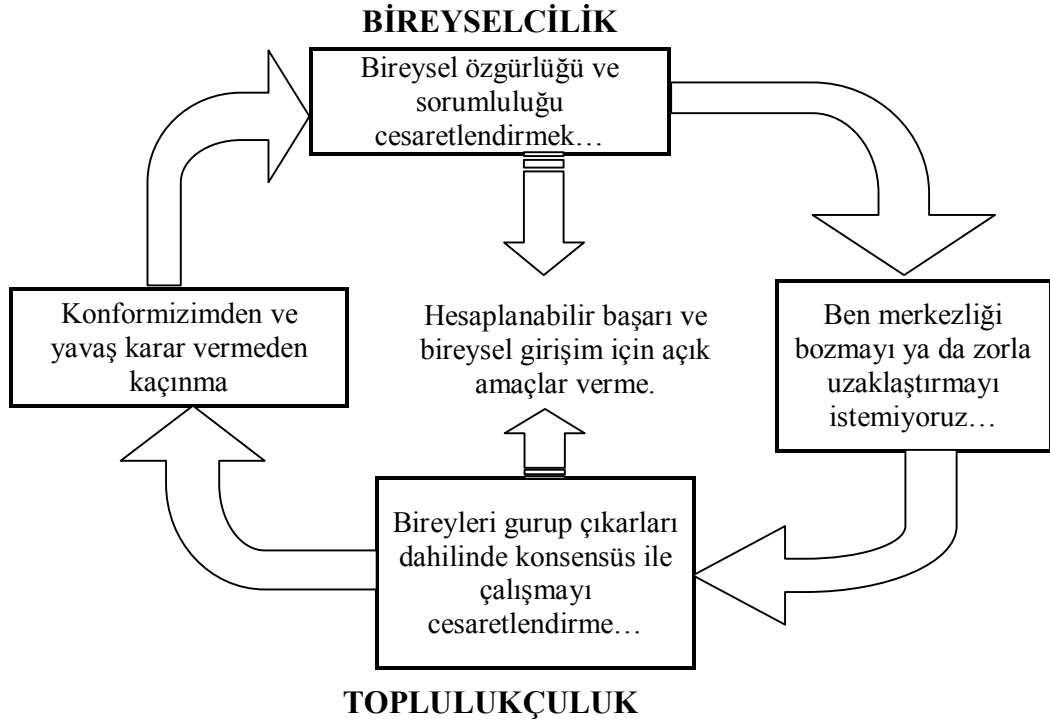 BİREYSELCİLİK
Bireysel özgürlüğü ve
sorumluluğu
cesaretlendirmek…
Konformizimden ve
yavaş karar vermeden
kaçınma
Hesaplanabilir başarı ve
bireysel girişim için açık
amaçlar verme.
Ben merkezliği
bozmayı ya da zorla
uzaklaştırmayı
istemiyoruz…
Bireyleri gurup çıkarları
dahilinde konsensüs ile
çalışmayı
cesaretlendirme…
TOPLULUKÇULUK